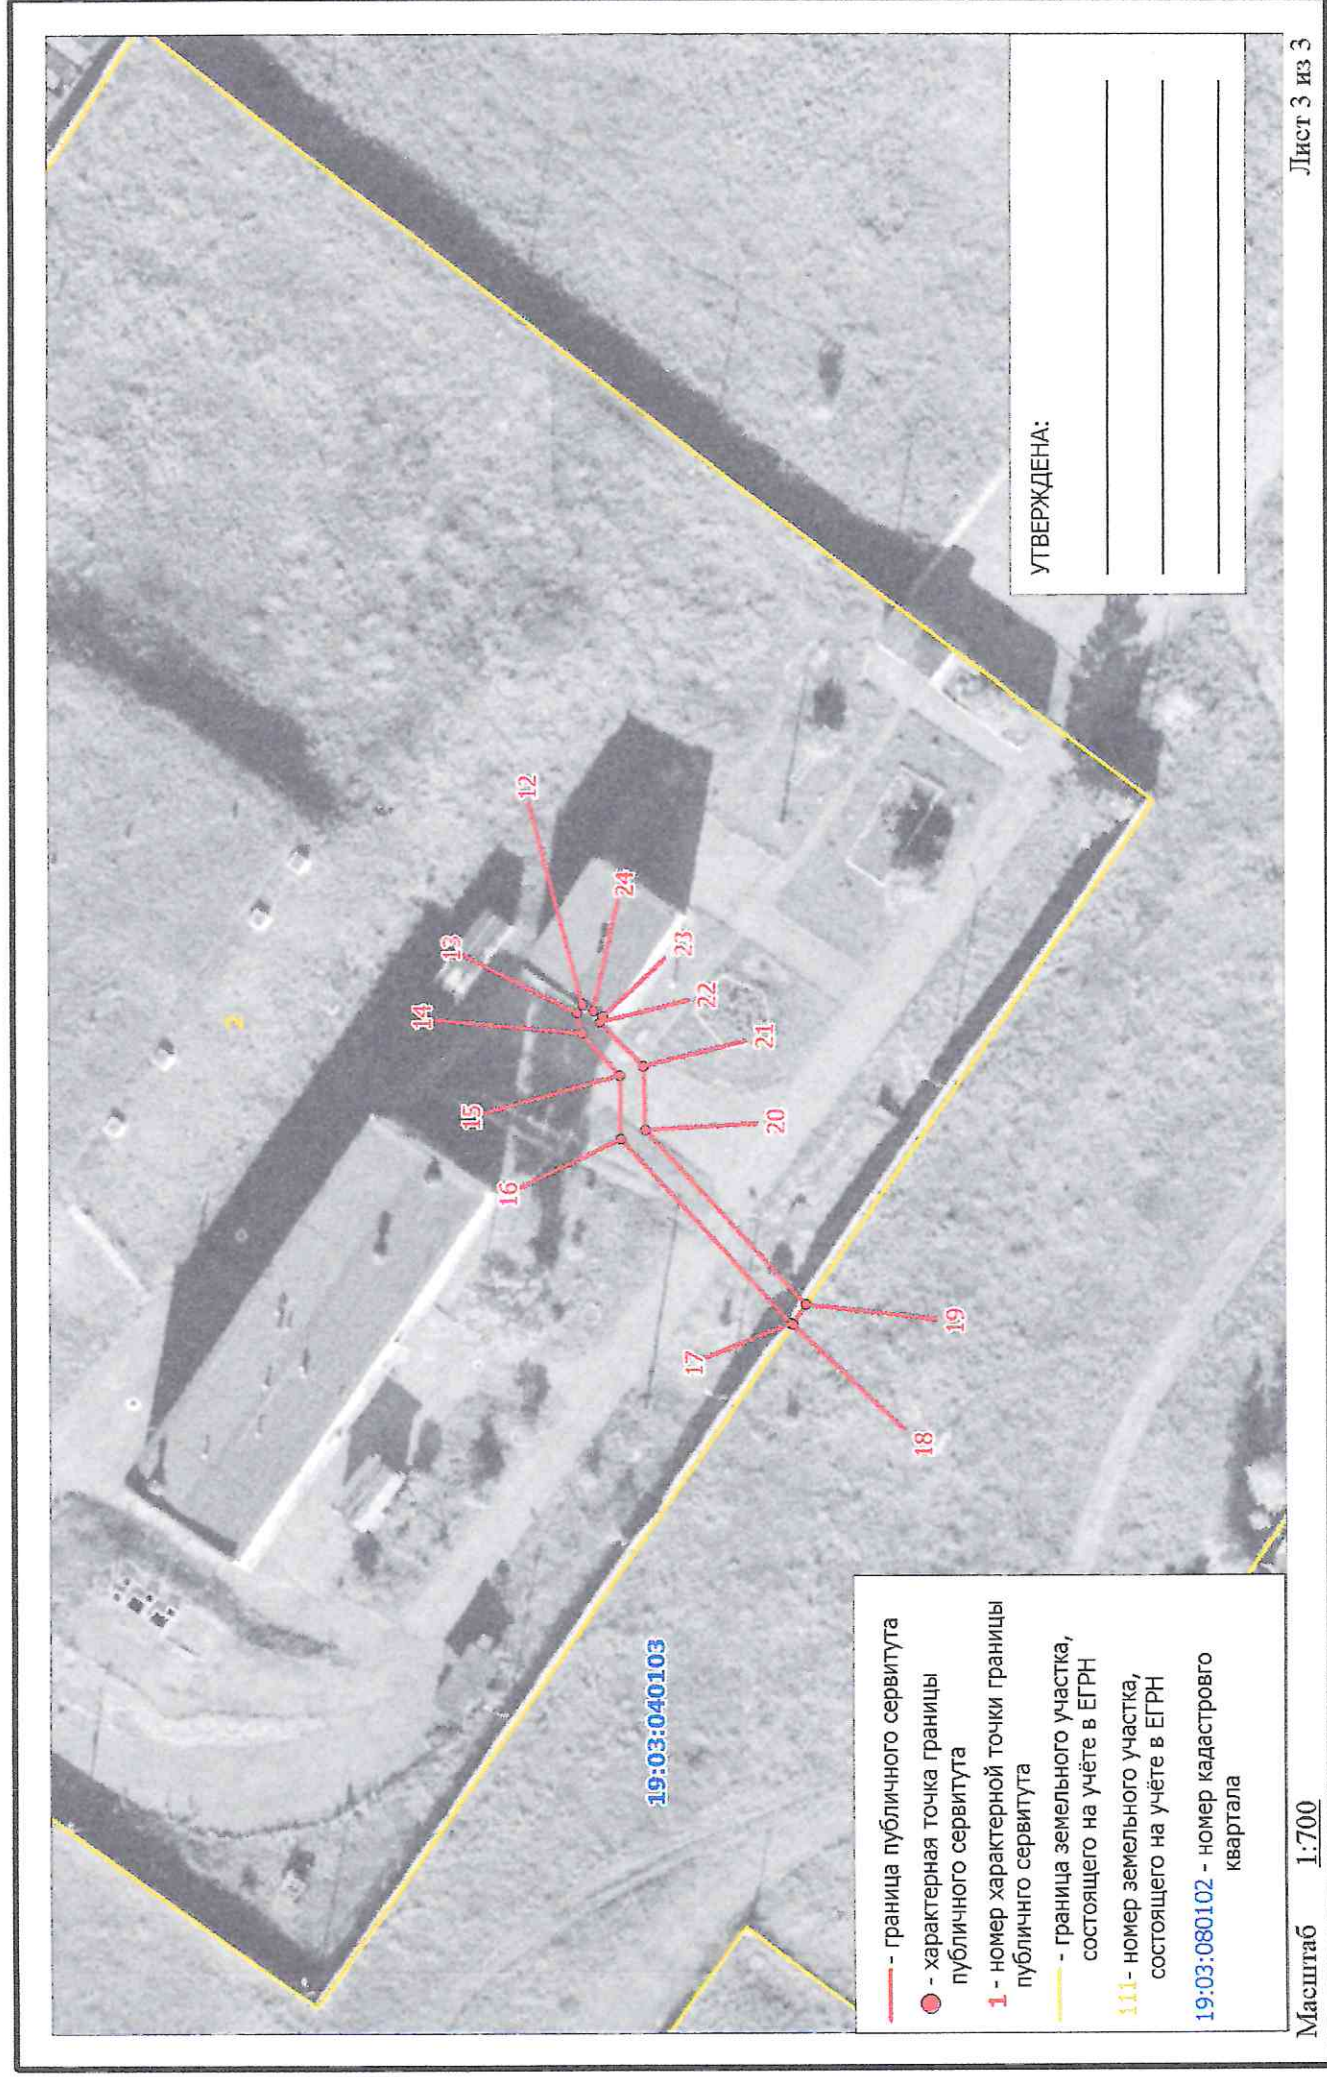 2
12
13
14
24
23
22
15
21
16
20
17
19
18
19:03:040103
УТВЕРЖДЕНА:
- граница публичного сервитута
- характерная точка границы
публичного сервитута
1 - номер характерной точки границы
публичнго сервитута
- граница земельного участка,
состоящего на учёте в ЕГРН
111- номер земельного участка,
состоящего на учёте в ЕГРН
19:03:080102 - номер кадастрово
квартала
Масштаб 1:700
Лист 3 из 3